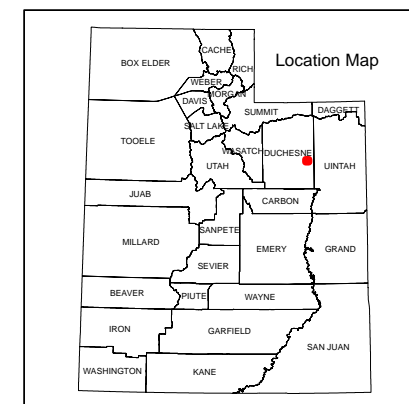 CACHE
BOX ELDER
Location Map
RICH
WEBER
MORGAN
DAVIS
DAGGETT
SUMMIT
SALT LAKE
TOOELE
WASATCH
DUCHESNE
UTAH
UINTAH
JUAB
CARBON
SANPETE
MILLARD
EMERY
GRAND
SEVIER
BEAVER
PIUTE
WAYNE
IRON
GARFIELD
SAN JUAN
WASHINGTON
KANE